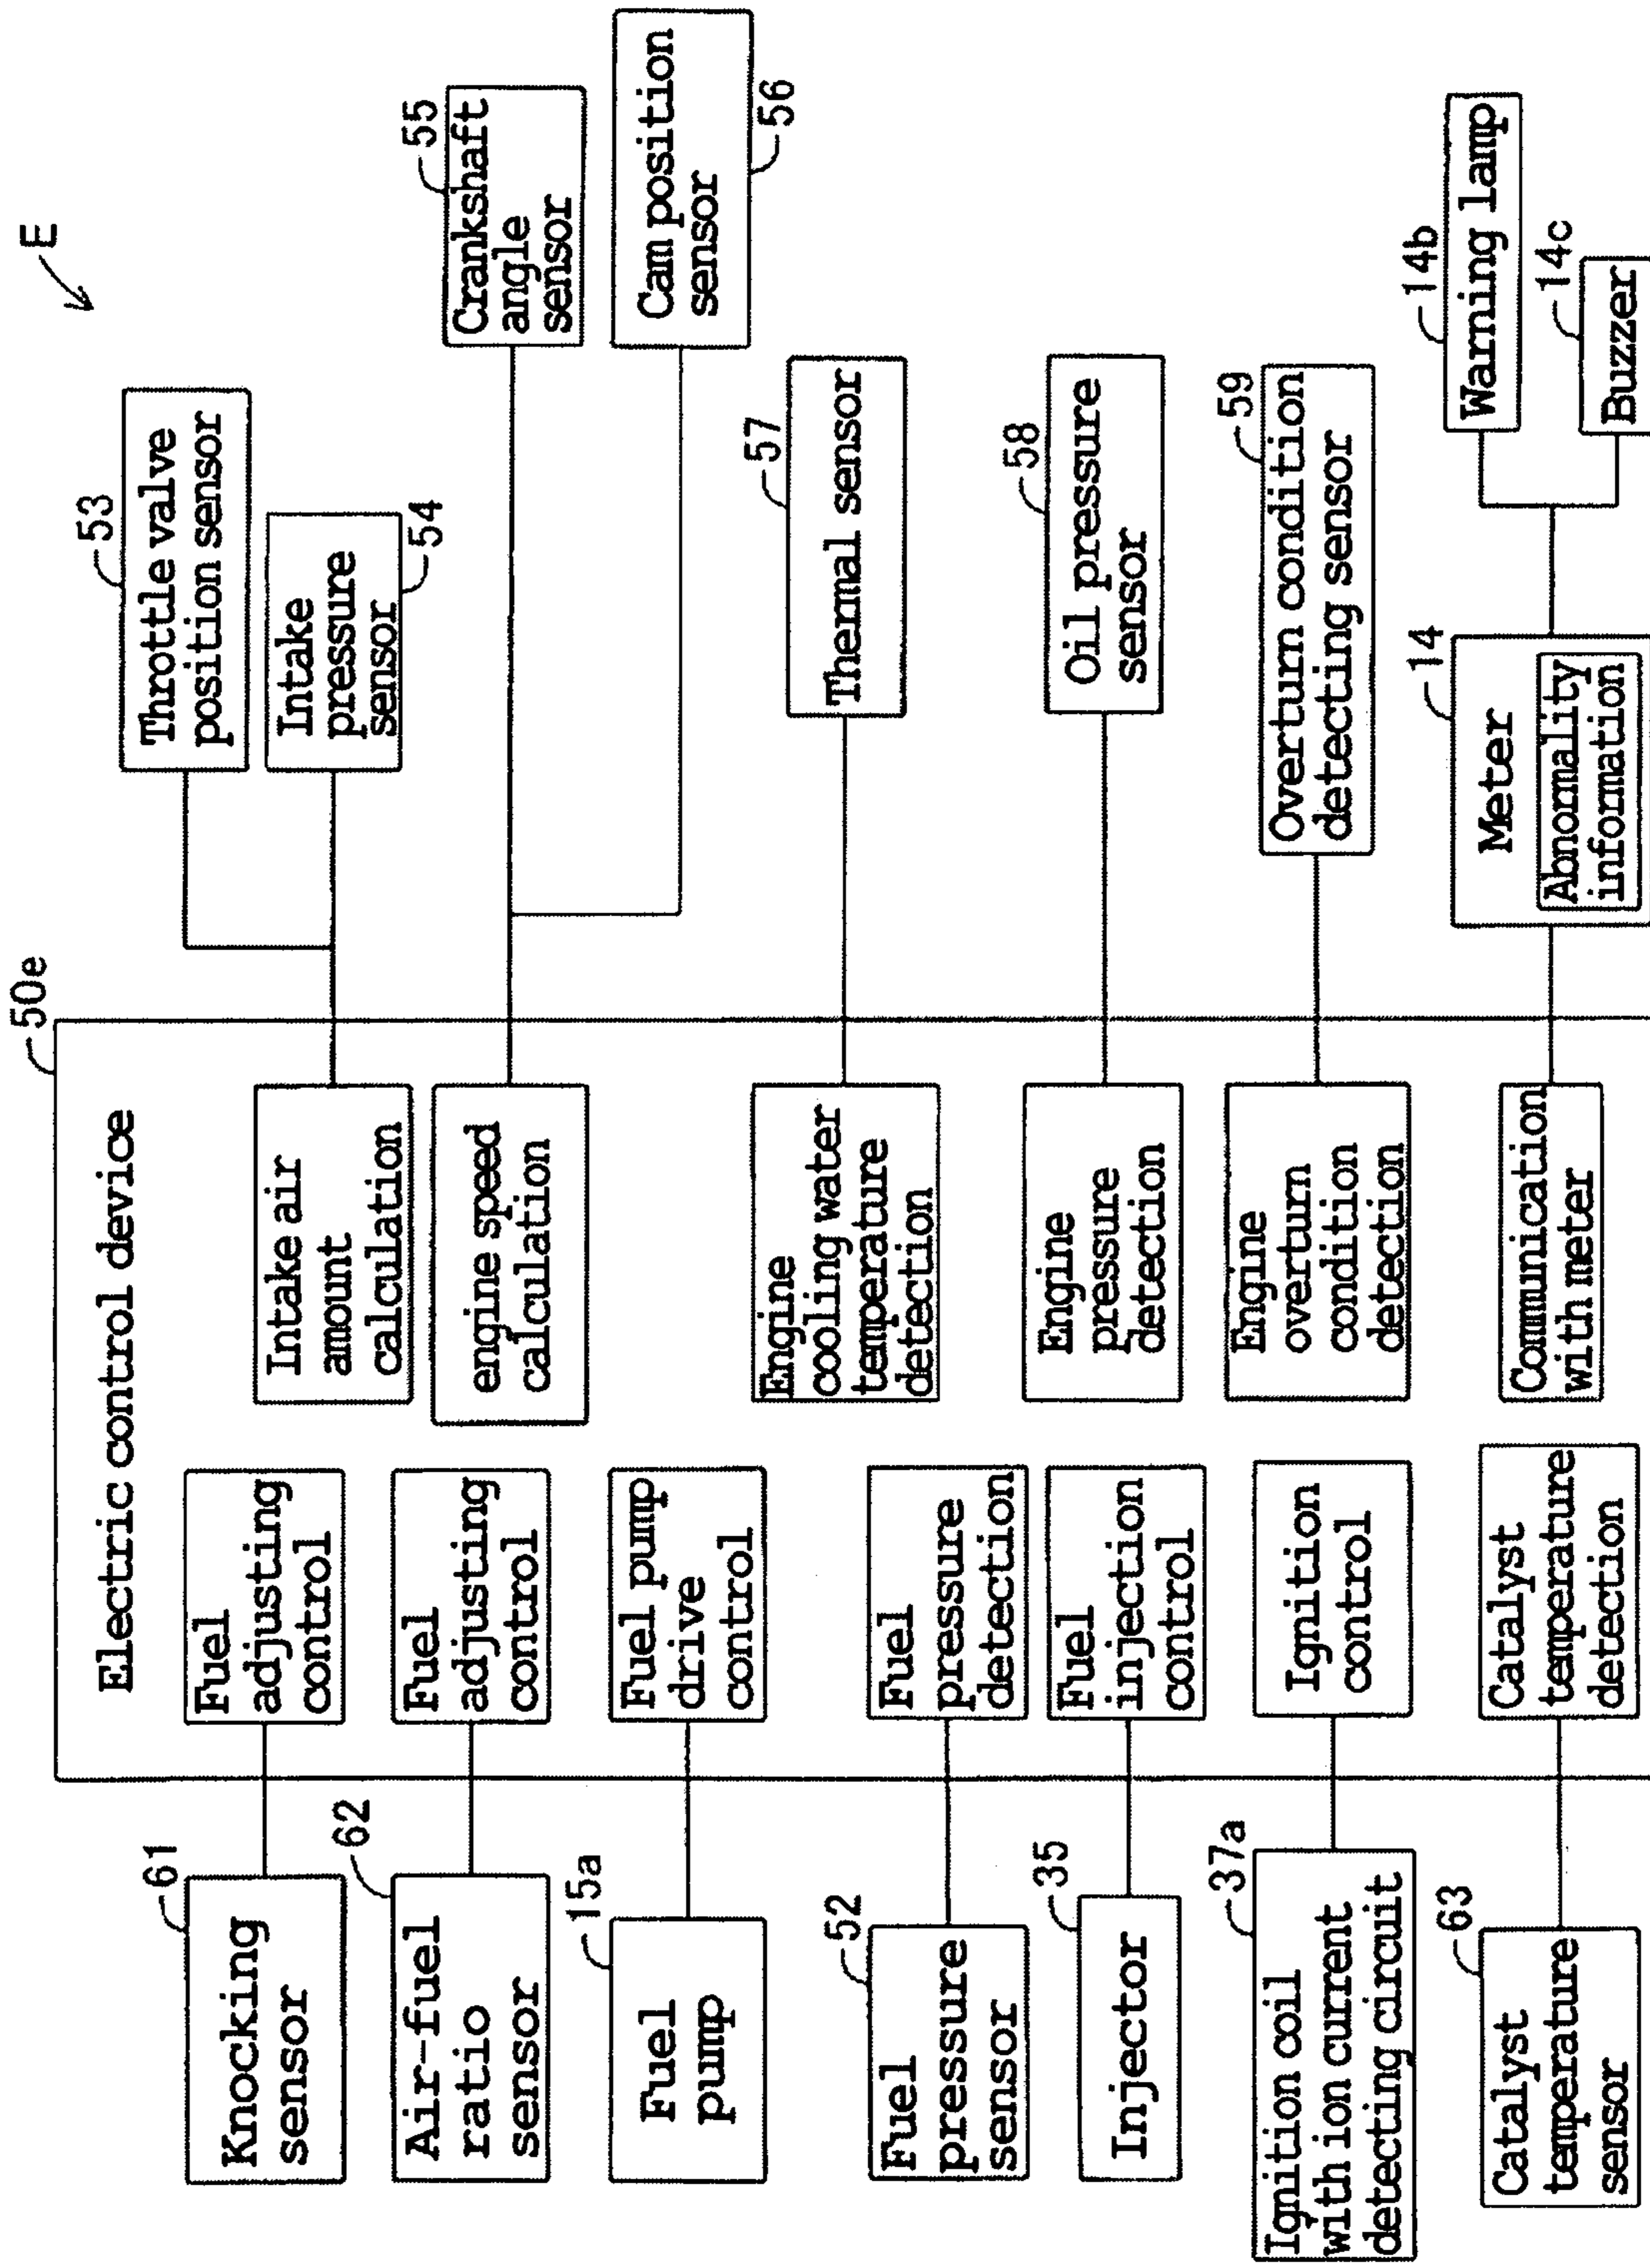 E
50e
Electric control device
61
Knocking
sensor
Fuel
adjusting
control
62
Air-fuel
ratio
sensor
Fuel
adjusting
control
15a
Fuel
pump
Fuel pump
drive
control
52
Fuel
pressure
sensor
Fuel
pressure
detection
35
Injector
Fuel
injection
control
37a
Ignition coil
with ion current
detecting circuit
Ignition
control
63
Catalyst
temperature
sensor
Catalyst
temperature
detection
Intake air
amount
calculation
53
Throttle valve
position sensor
Intake
pressure
sensor
54
engine speed
calculation
55
Crankshaft
angle
sensor
Cam position
sensor
56
Engine
cooling water
temperature
detection
57
Thermal sensor
Engine
pressure
detection
58
Oil pressure
sensor
Engine
overturn
condition
detection
59
Overturn condition
detecting sensor
Communication
with meter
14
Meter
Abnormality
information
14b
Warning lamp
14c
Buzzer